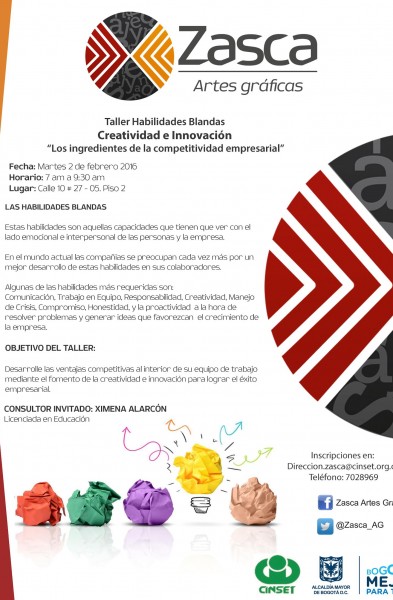 Zasca
Artes gráficas
Taller Habilidades Blandas
Creatividad e Innovación
"Los ingredientes de la competitividad empresarial"
Fecha: Martes 2 de febrero 2016
Horario: 7 am a 9:30 am
Lugar: Calle 10 # 27 - 05. Piso 2
LAS HABILIDADES BLANDAS
Estas habilidades son aquellas capacidades que tienen que ver con el
lado emocional e interpersonal de las personas y la empresa.
En el mundo actual las compañías se preocupan cada vez más por un
mejor desarrollo de estas habilidades en sus colaboradores.
Algunas de las habilidades más requeridas son:
Comunicación, Trabajo en Equipo, Responsabilidad, Creatividad, Manejo
de Crisis, Compromiso, Honestidad, y la proactividad a la hora de
resolver problemas y generar ideas que favorezcan el crecimiento de
la empresa.
OBJETIVO DEL TALLER:
Desarrolle las ventajas competitivas al interior de su equipo de trabajo
mediante el fomento de la creatividad e innovación para lograr el éxito
empresarial.
CONSULTOR INVITADO: XIMENA ALARCÓN
Licenciada en Educación
Inscripciones en:
Direccion.zasca@cinset.org.c
Teléfono: 7028969
Zasca Artes Gra
@Zasca_AG
CINSET
ALCALDÍA MAYOR
DE BOGOTÁ D.C.
BOGO
MEJ
PARA T